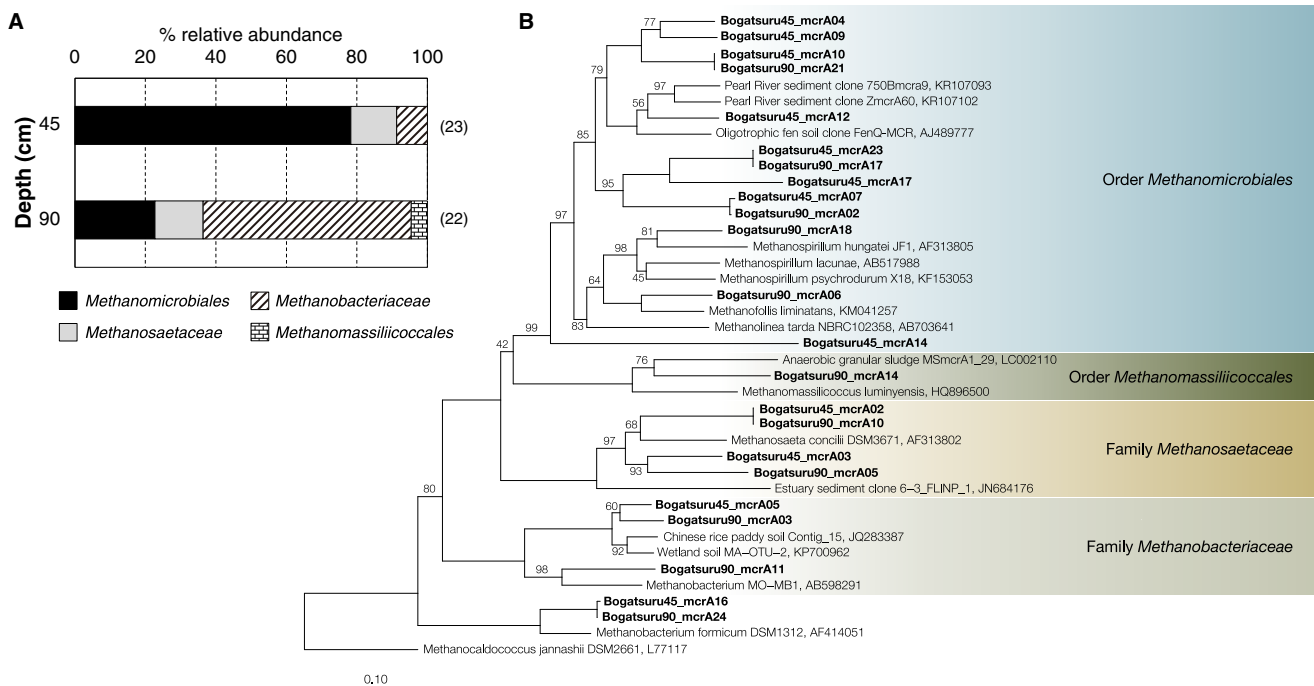 A
% relative abundance
0 20 40 60 80 100
Depth (cm)
45
(23)
90
(22)
0 20 40 60 80 100
Methanomicrobiales
Methanobacteriaceae
Methanosaetaceae
Methanomassiliicoccales
B
77
Bogatsuru45_mcrA04
Bogatsuru45_mcrA09
Bogatsuru45_mcrA10
Bogatsuru90_mcrA21
79
97
Pearl River sediment clone 750Bmcra9, KR107093
Pearl River sediment clone ZmcrA60, KR107102
56
Bogatsuru45_mcrA12
Oligotrophic fen soil clone FenQ-MCR, AJ489777
85
Bogatsuru45_mcrA23
Bogatsuru90_mcrA17
Bogatsuru45_mcrA17
95
Bogatsuru45_mcrA07
Bogatsuru90_mcrA02
Order Methanomicrobiales
97
Bogatsuru90_mcrA18
81
Methanospirillum hungatei JF1, AF313805
98
Methanospirillum lacunae, AB517988
45
Methanospirillum psychrodurum X18, KF153053
64
Bogatsuru90_mcrA06
Methanofollis liminatans, KM041257
83
Methanolinea tarda NBRC102358, AB703641
99
Bogatsuru45_mcrA14
42
Anaerobic granular sludge MSmcrA1_29, LC002110
76
Bogatsuru90_mcrA14
Order Methanomassiliicoccales
Methanomassilicoccus luminyensis, HQ896500
Bogatsuru45_mcrA02
Bogatsuru90_mcrA10
68
Methanosaeta concilii DSM3671, AF313802
97
Family Methanosaetaceae
Bogatsuru45_mcrA03
93
Bogatsuru90_mcrA05
Estuary sediment clone 6–3_FLINP_1, JN684176
80
60
Bogatsuru45_mcrA05
Bogatsuru90_mcrA03
Chinese rice paddy soil Contig_15, JQ283387
92
Wetland soil MA–OTU–2, KP700962
Family Methanobacteriaceae
98
Bogatsuru90_mcrA11
Methanobacterium MO–MB1, AB598291
Bogatsuru45_mcrA16
Bogatsuru90_mcrA24
Methanobacterium formicum DSM1312, AF414051
Methanocaldococcus jannashii DSM2661, L77117
0.10